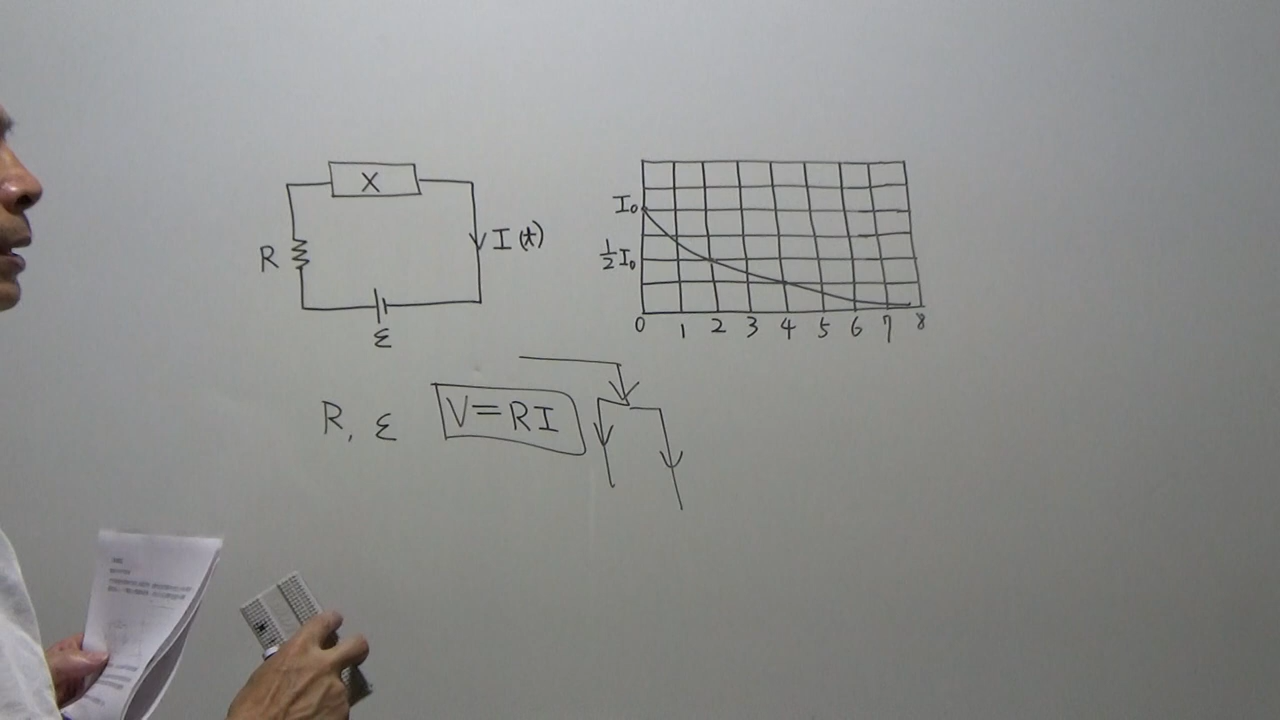 X
R
I(t)
ε
I₀
½I₀
0 1 2 3 4 5 6 7 8
R, ε
V=RI